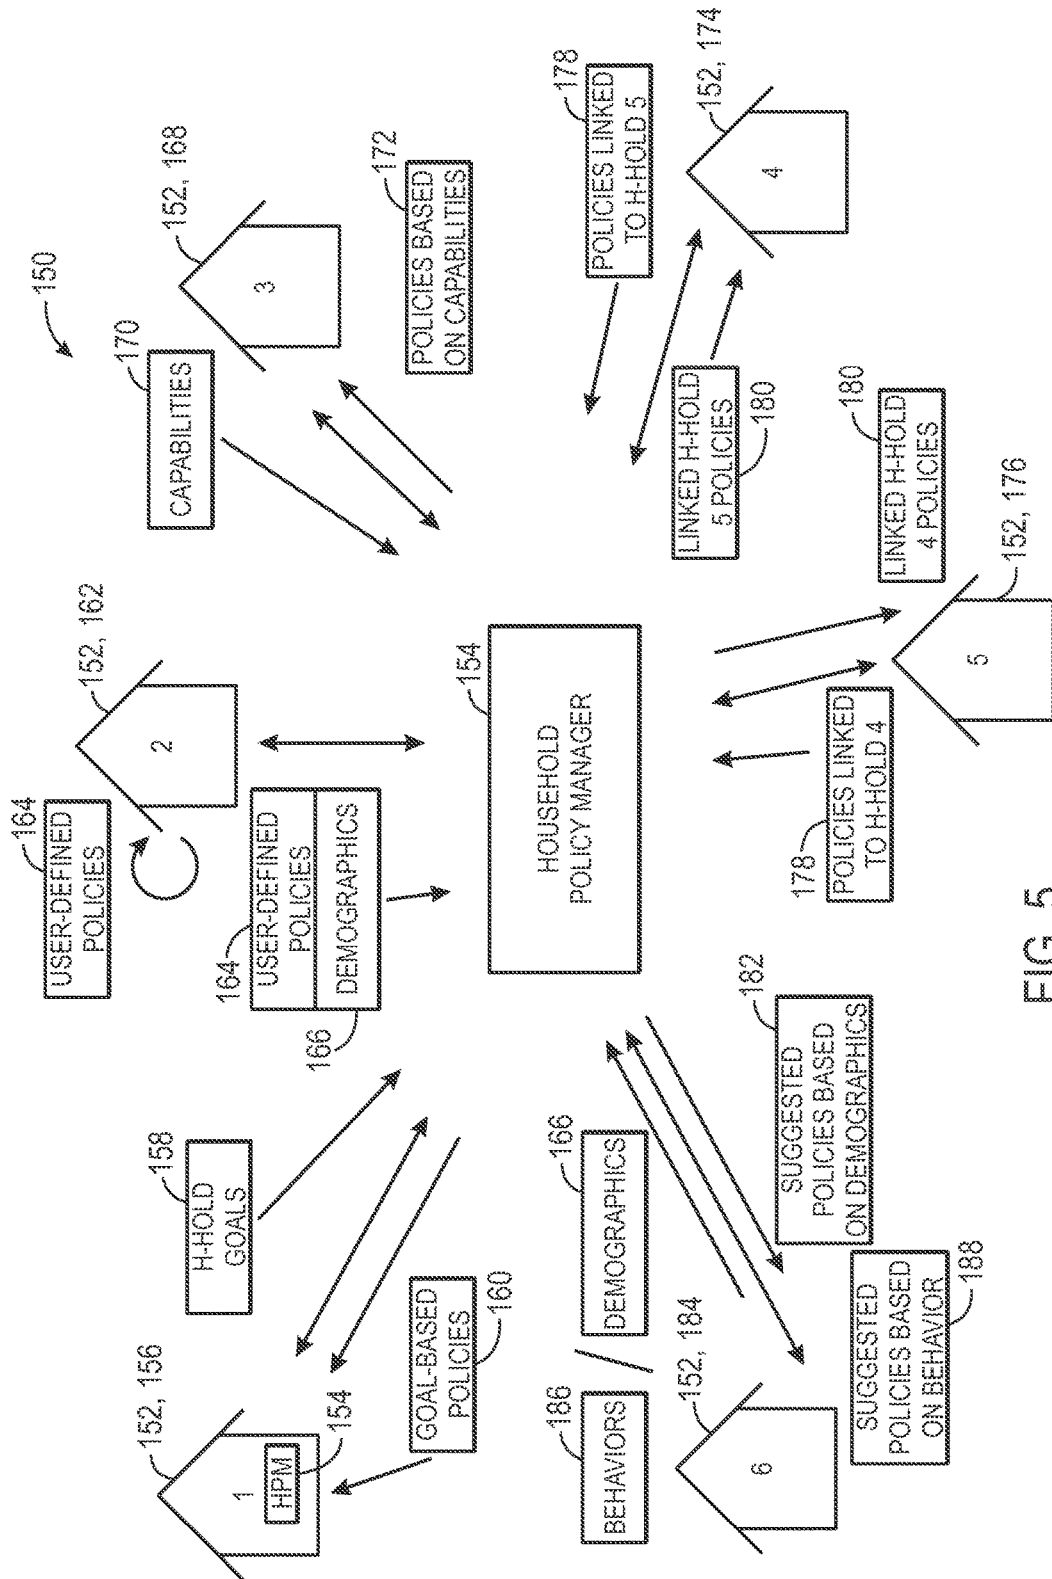 150
152, 156
1
HPM
154
158
H-HOLD
GOALS
GOAL-BASED
POLICIES
160
164
USER-DEFINED
POLICIES
152, 162
2
164
USER-DEFINED
POLICIES
DEMOGRAPHICS
166
170
CAPABILITIES
152, 168
3
172
POLICIES BASED
ON CAPABILITIES
154
HOUSEHOLD
POLICY MANAGER
186
BEHAVIORS
166
DEMOGRAPHICS
152, 184
6
182
SUGGESTED
POLICIES BASED
ON DEMOGRAPHICS
SUGGESTED
POLICIES BASED
ON BEHAVIOR
188
178
POLICIES LINKED
TO H-HOLD 4
5
152, 176
LINKED H-HOLD
4 POLICIES
180
LINKED H-HOLD
5 POLICIES
180
178
POLICIES LINKED
TO H-HOLD 5
152, 174
4
FIG. 5